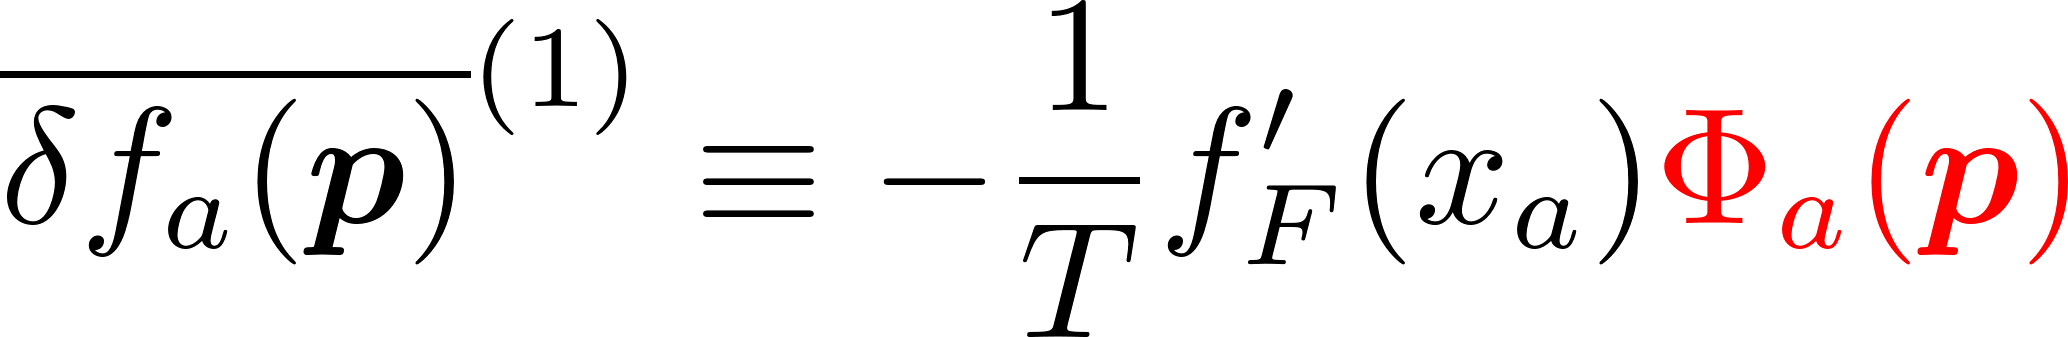 $\overline{\delta f_a(\boldsymbol{p})}^{(1)} \equiv -\frac{1}{T} f'_F(x_a) \Phi_a(\boldsymbol{p})$